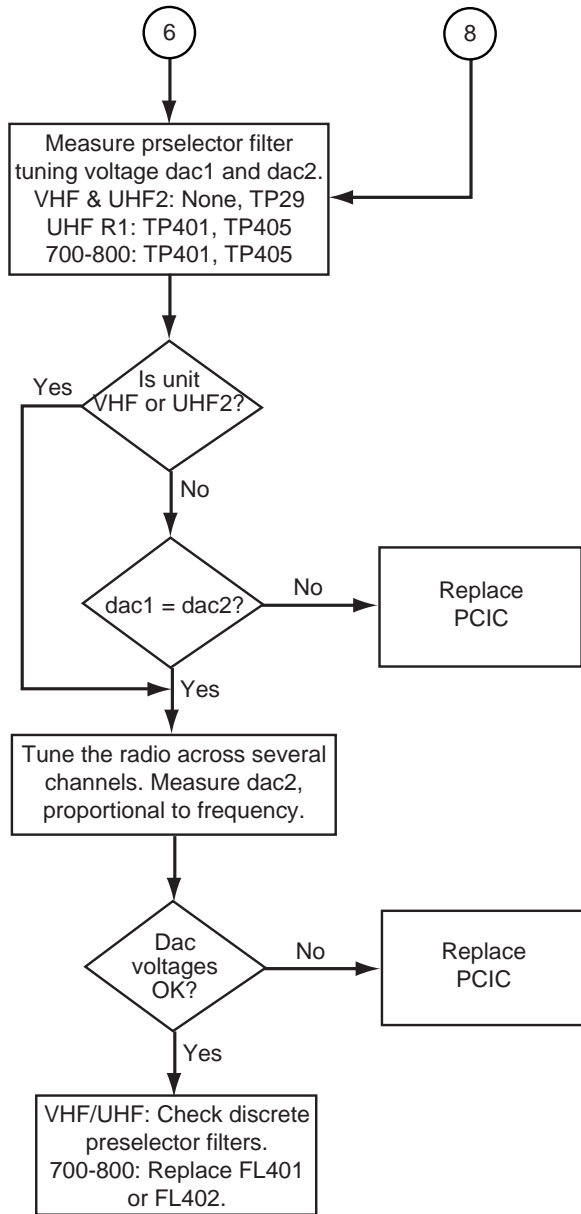 6
8
Measure prselector filter
tuning voltage dac1 and dac2.
VHF & UHF2: None, TP29
UHF R1: TP401, TP405
700-800: TP401, TP405
Is unit
VHF or UHF2?
Yes
No
dac1 = dac2?
No
Replace
PCIC
Yes
Tune the radio across several
channels. Measure dac2,
proportional to frequency.
Dac
voltages
OK?
No
Replace
PCIC
Yes
VHF/UHF: Check discrete
preselector filters.
700-800: Replace FL401
or FL402.